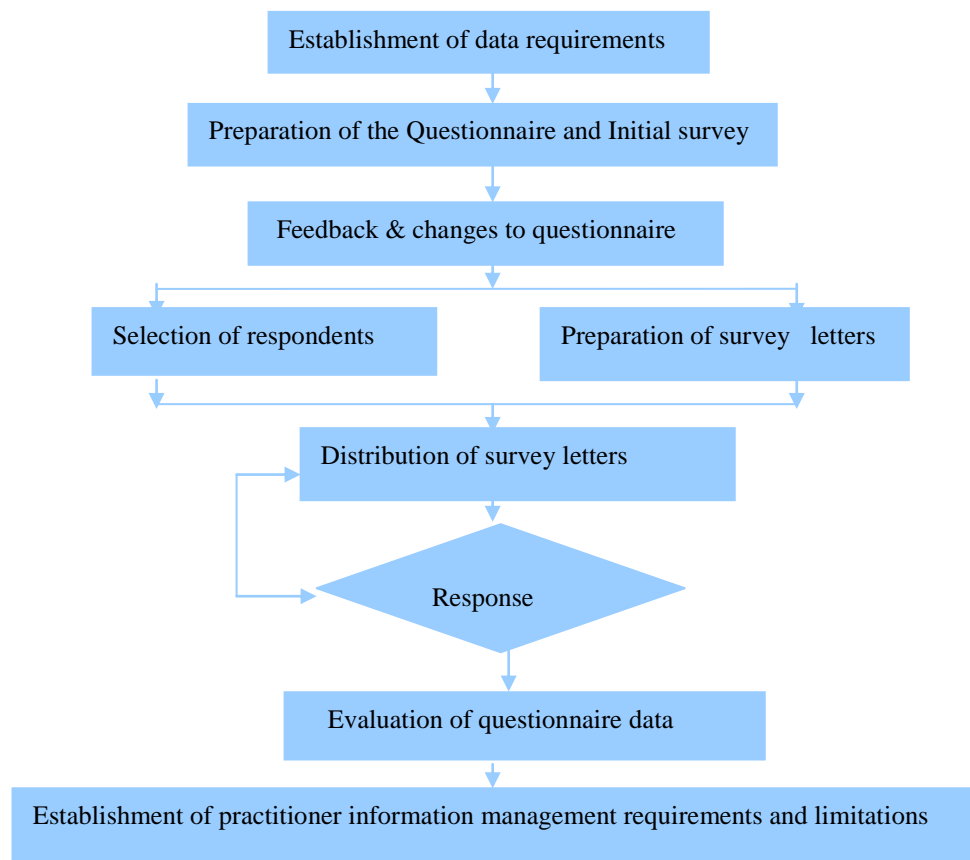 Establishment of data requirements
Preparation of the Questionnaire and Initial survey
Feedback & changes to questionnaire
Selection of respondents
Preparation of survey letters
Distribution of survey letters
Response
Evaluation of questionnaire data
Establishment of practitioner information management requirements and limitations